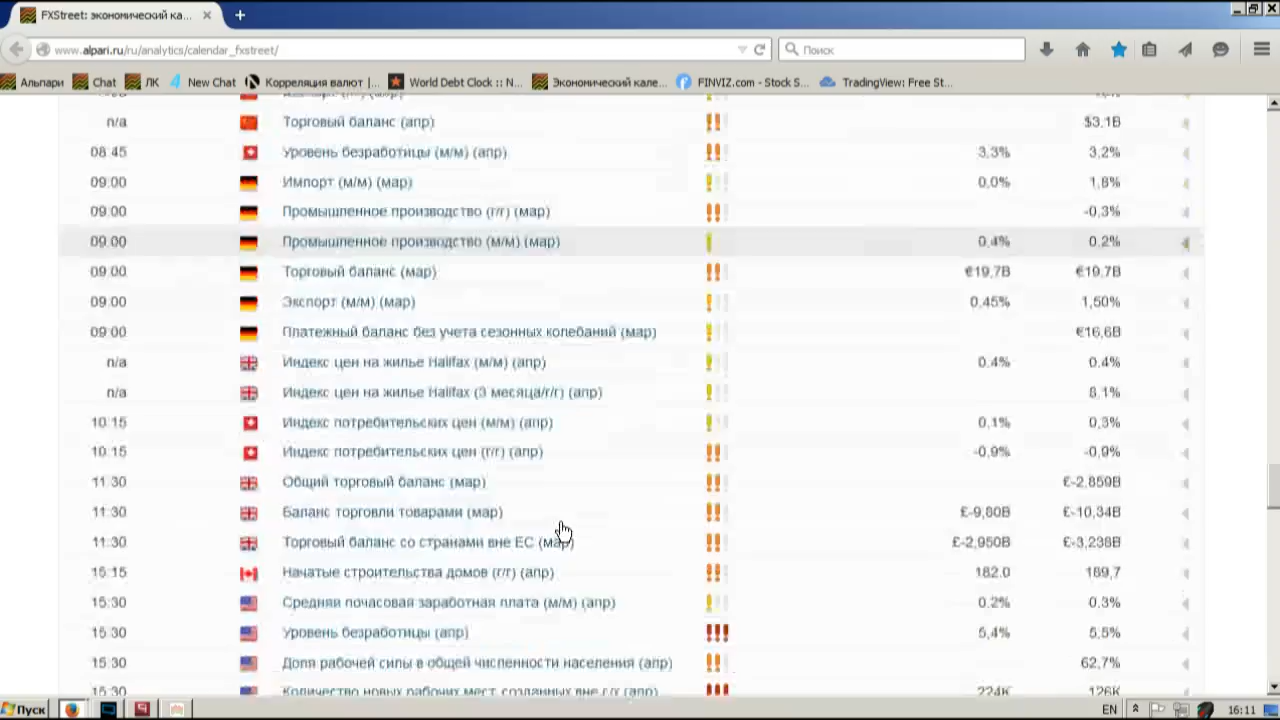 FXStreet: экономический ка...
www.alpari.ru/ru/analytics/calendar_fxstreet/
Поиск
Альпари Chat ЛК New Chat Корреляция валют |... World Debt Clock :: N... Экономический кале... FINVIZ.com - Stock S... TradingView: Free St...
n/a Торговый баланс (апр) $3,1B
08:45 Уровень безработицы (м/м) (апр) 3,3% 3,2%
09:00 Импорт (м/м) (мар) 0,0% 1,8%
09:00 Промышленное производство (г/г) (мар) -0,3%
09:00 Промышленное производство (м/м) (мар) 0,4% 0,2%
09:00 Торговый баланс (мар) €19,7B €19,7B
09:00 Экспорт (м/м) (мар) 0,45% 1,50%
09:00 Платежный баланс без учета сезонных колебаний (мар) €16,6B
n/a Индекс цен на жилье Halifax (м/м) (апр) 0,4% 0,4%
n/a Индекс цен на жилье Halifax (3 месяца/г/г) (апр) 8,1%
10:15 Индекс потребительских цен (м/м) (апр) 0,1% 0,3%
10:15 Индекс потребительских цен (г/г) (апр) -0,9% -0,9%
11:30 Общий торговый баланс (мар) £-2,859B
11:30 Баланс торговли товарами (мар) £-9,80B £-10,34B
11:30 Торговый баланс со странами вне ЕС (мар) £-2,950B £-3,238B
15:15 Начатые строительства домов (г/г) (апр) 182.0 189,7
15:30 Средняя почасовая заработная плата (м/м) (апр) 0,2% 0,3%
15:30 Уровень безработицы (апр) 5,4% 5,5%
15:30 Доля рабочей силы в общей численности населения (апр) 62,7%
15:30 Количество новых рабочих мест, созданных вне с/х (апр) 224K 126K
Пуск EN 16:11